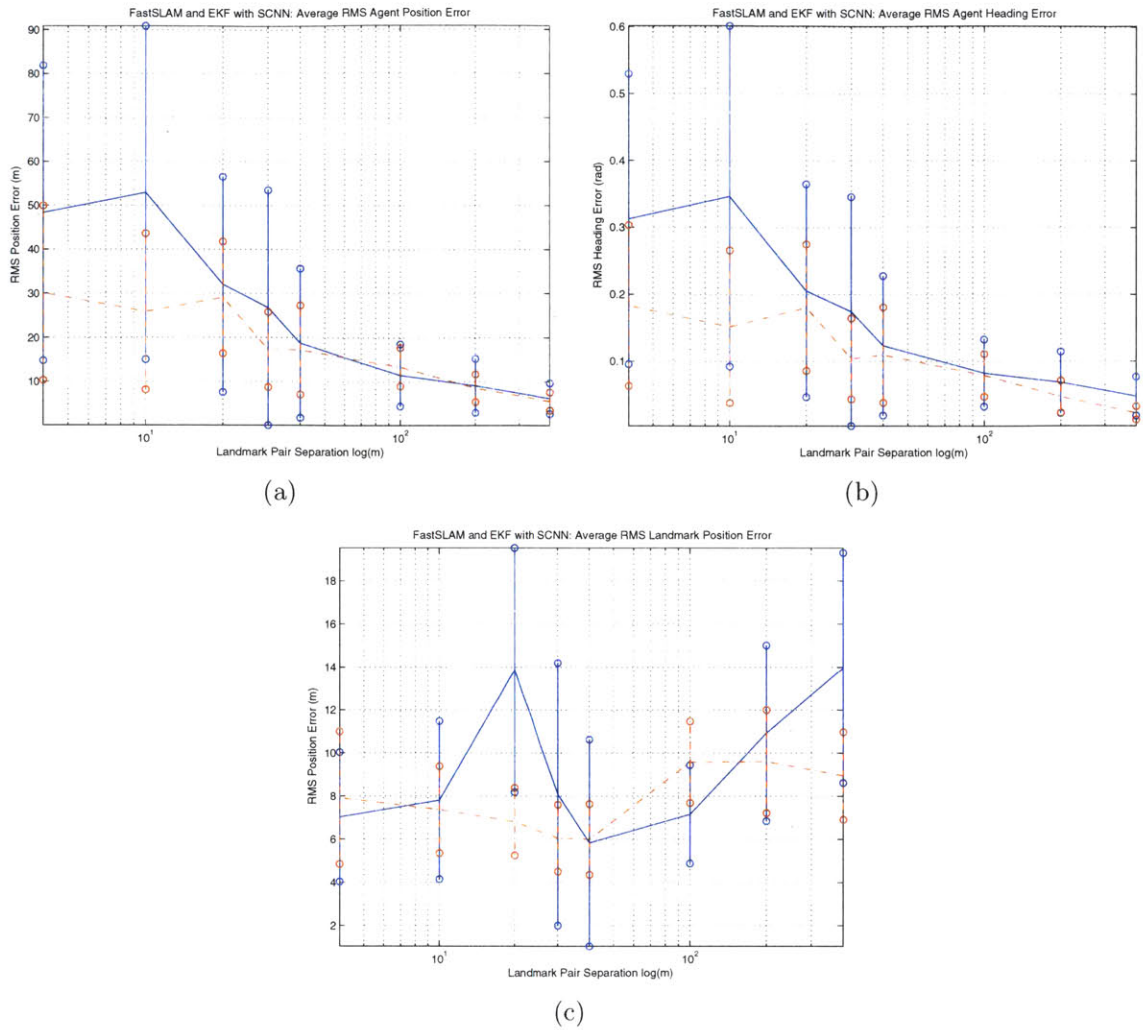 FastSLAM and EKF with SCNN: Average RMS Agent Position Error
90
80
70
60
50
40
30
20
10
RMS Position Error (m)
10¹
10²
Landmark Pair Separation log(m)
(a)
FastSLAM and EKF with SCNN: Average RMS Agent Heading Error
0.6
0.5
0.4
0.3
0.2
0.1
RMS Heading Error (rad)
10¹
10²
Landmark Pair Separation log(m)
(b)
FastSLAM and EKF with SCNN: Average RMS Landmark Position Error
18
16
14
12
10
8
6
4
2
RMS Position Error (m)
10¹
10²
Landmark Pair Separation log(m)
(c)